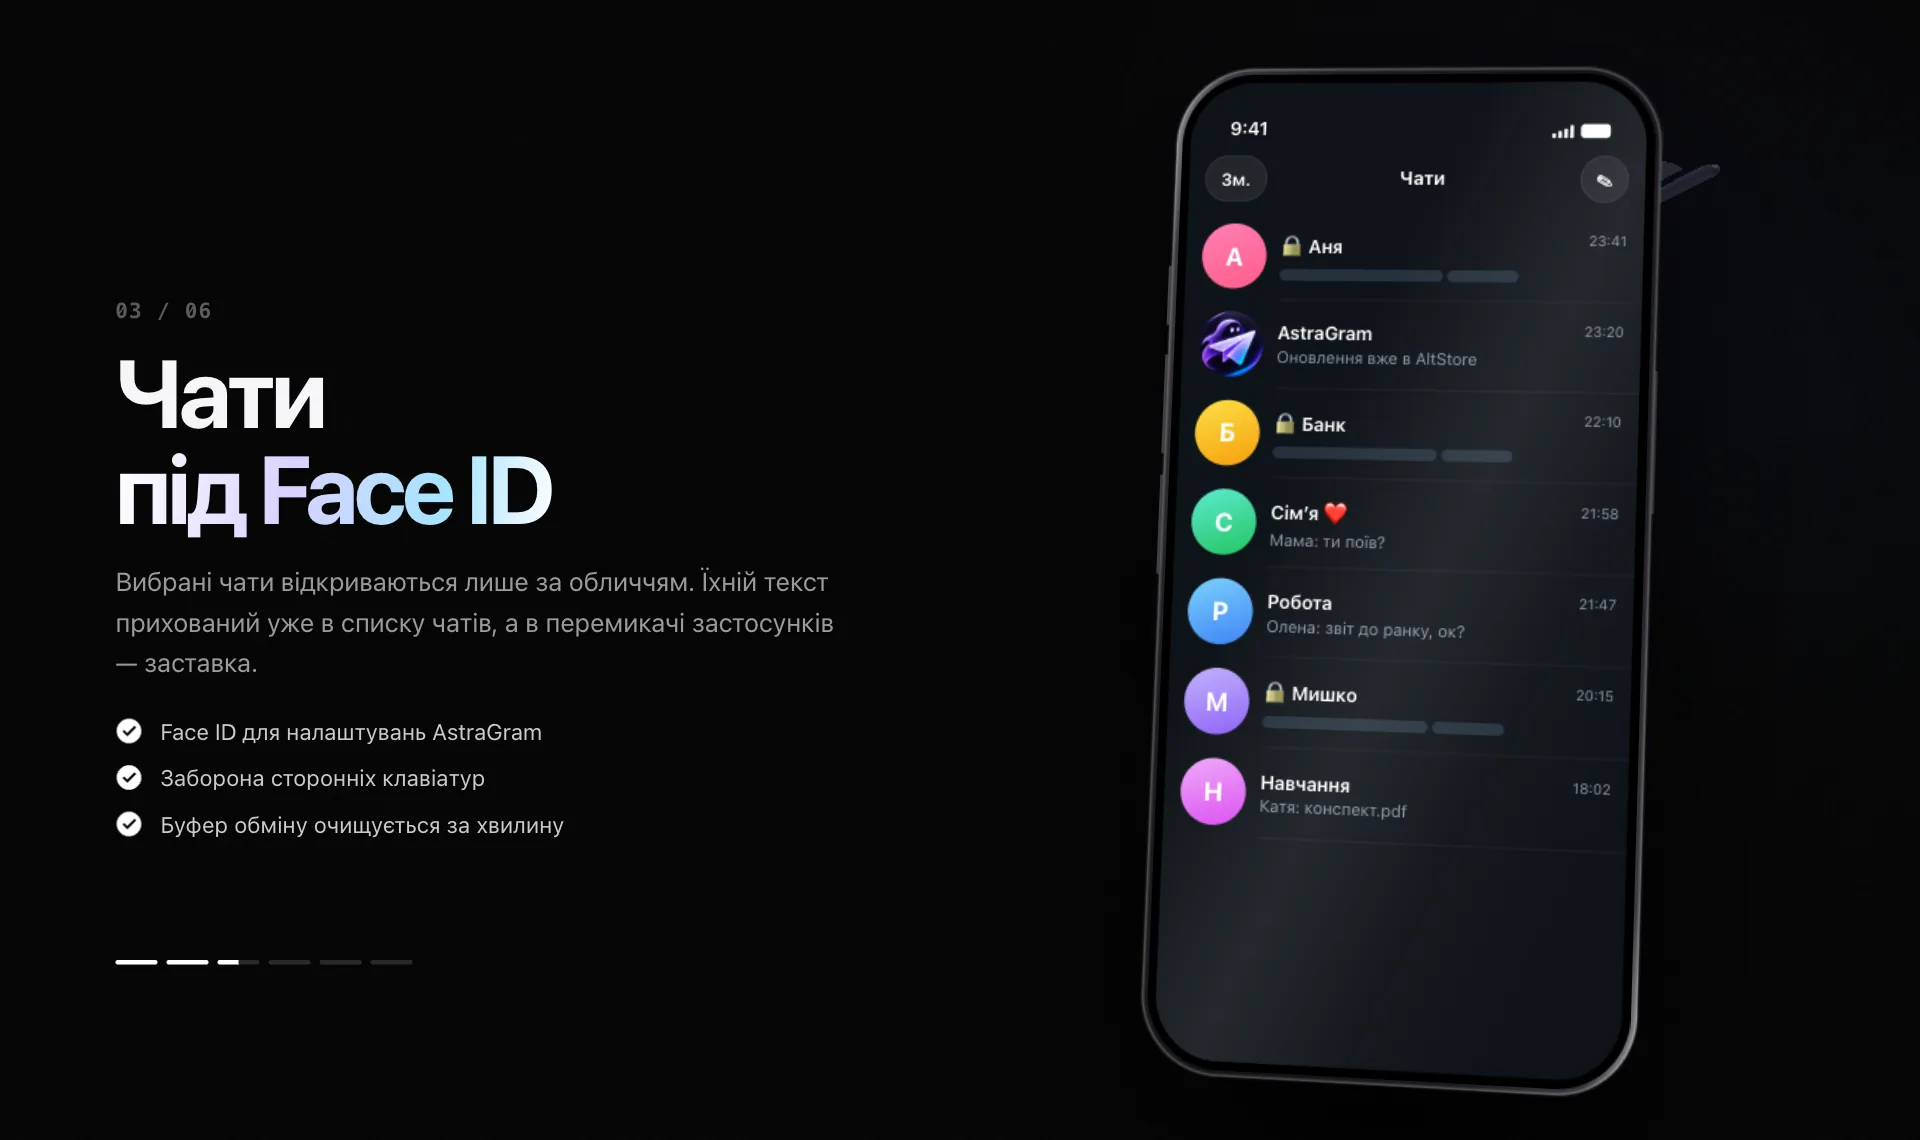 03 / 06
Чати
під Face ID
Вибрані чати відкриваються лише за обличчям. Їхній текст
прихований уже в списку чатів, а в перемикачі застосунків
— заставка.
Face ID для налаштувань AstraGram
Заборона сторонніх клавіатур
Буфер обміну очищується за хвилину
9:41
Зм.
Чати
А
🔒 Аня
23:41
AstraGram
23:20
Оновлення вже в AltStore
Б
🔒 Банк
22:10
С
Сім’я ❤️
21:58
Мама: ти поїв?
Р
Робота
21:47
Олена: звіт до ранку, ок?
М
🔒 Мишко
20:15
Н
Навчання
18:02
Катя: конспект.pdf